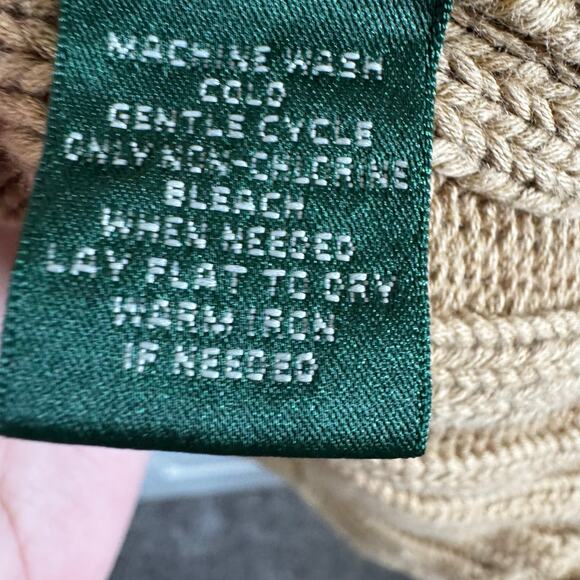 MACHINE WASH
COLD
GENTLE CYCLE
ONLY NON-CHLORINE
BLEACH
WHEN NEEDED
LAY FLAT TO DRY
WARM IRON
IF NEEDED